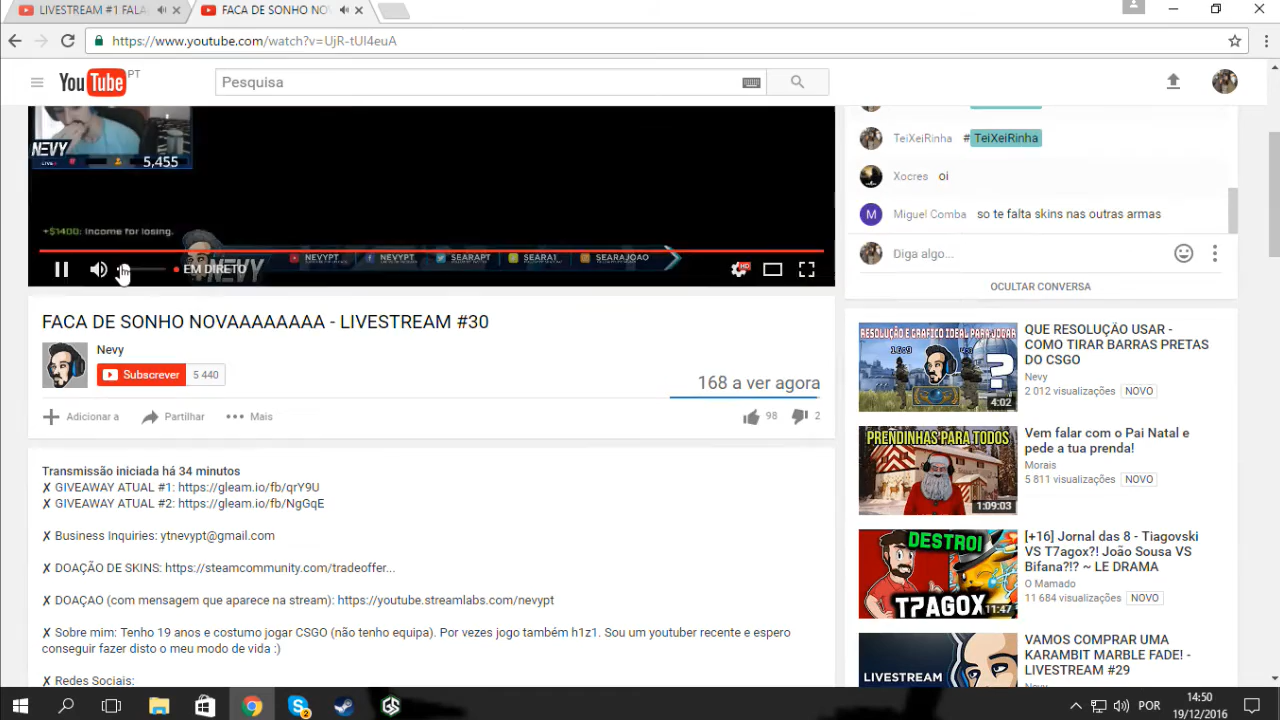 LIVESTREAM #1 FALA
FACA DE SONHO NO
https://www.youtube.com/watch?v=UjR-tUI4euA
YouTube PT
Pesquisa
NEVY
LIVE
5,455
+$1400: Income for losing.
NEVYPT
NEVYPT
SEARAPT
SEARA1
SEARAJOAO
NEVY
EM DIRETO
HD
TeiXeiRinha # TeiXeiRinha
Xocres oi
M Miguel Comba so te falta skins nas outras armas
Diga algo...
OCULTAR CONVERSA
FACA DE SONHO NOVAAAAAAAA - LIVESTREAM #30
Nevy
Subscrever 5 440
168 a ver agora
Adicionar a Partilhar Mais
98 2
Transmissão iniciada há 34 minutos
✗ GIVEAWAY ATUAL #1: https://gleam.io/fb/qrY9U
✗ GIVEAWAY ATUAL #2: https://gleam.io/fb/NgGqE
✗ Business Inquiries: ytnevypt@gmail.com
✗ DOAÇÃO DE SKINS: https://steamcommunity.com/tradeoffer...
✗ DOAÇAO (com mensagem que aparece na stream): https://youtube.streamlabs.com/nevypt
✗ Sobre mim: Tenho 19 anos e costumo jogar CSGO (não tenho equipa). Por vezes jogo também h1z1. Sou um youtuber recente e espero
conseguir fazer disto o meu modo de vida :)
✗ Redes Sociais:
RESOLUÇÃO E GRAFICO IDEAL PARA JOGAR
16:9
4:3
?
4:02
QUE RESOLUÇÃO USAR -
COMO TIRAR BARRAS PRETAS
DO CSGO
Nevy
2 012 visualizações NOVO
PRENDINHAS PARA TODOS
1:09:03
Vem falar com o Pai Natal e
pede a tua prenda!
Morais
5 811 visualizações NOVO
DESTROI
T7AGOX
11:47
[+16] Jornal das 8 - Tiagovski
VS T7agox?! João Sousa VS
Bifana?!? ~ LE DRAMA
O Mamado
11 684 visualizações NOVO
LIVESTREAM
VAMOS COMPRAR UMA
KARAMBIT MARBLE FADE! -
LIVESTREAM #29
Nevy
2
POR
14:50
19/12/2016